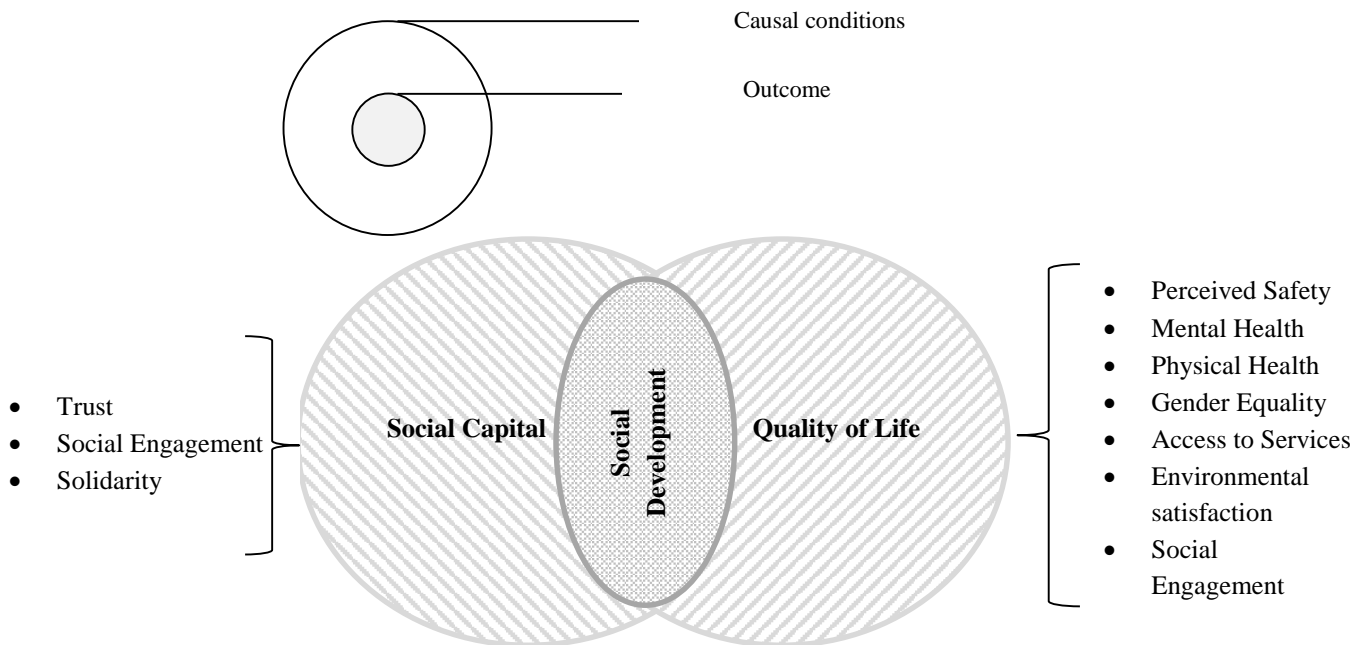 Causal conditions
Outcome
• Trust
• Social Engagement
• Solidarity
Social Capital
Social
Development
Quality of Life
• Perceived Safety
• Mental Health
• Physical Health
• Gender Equality
• Access to Services
• Environmental
satisfaction
• Social
Engagement